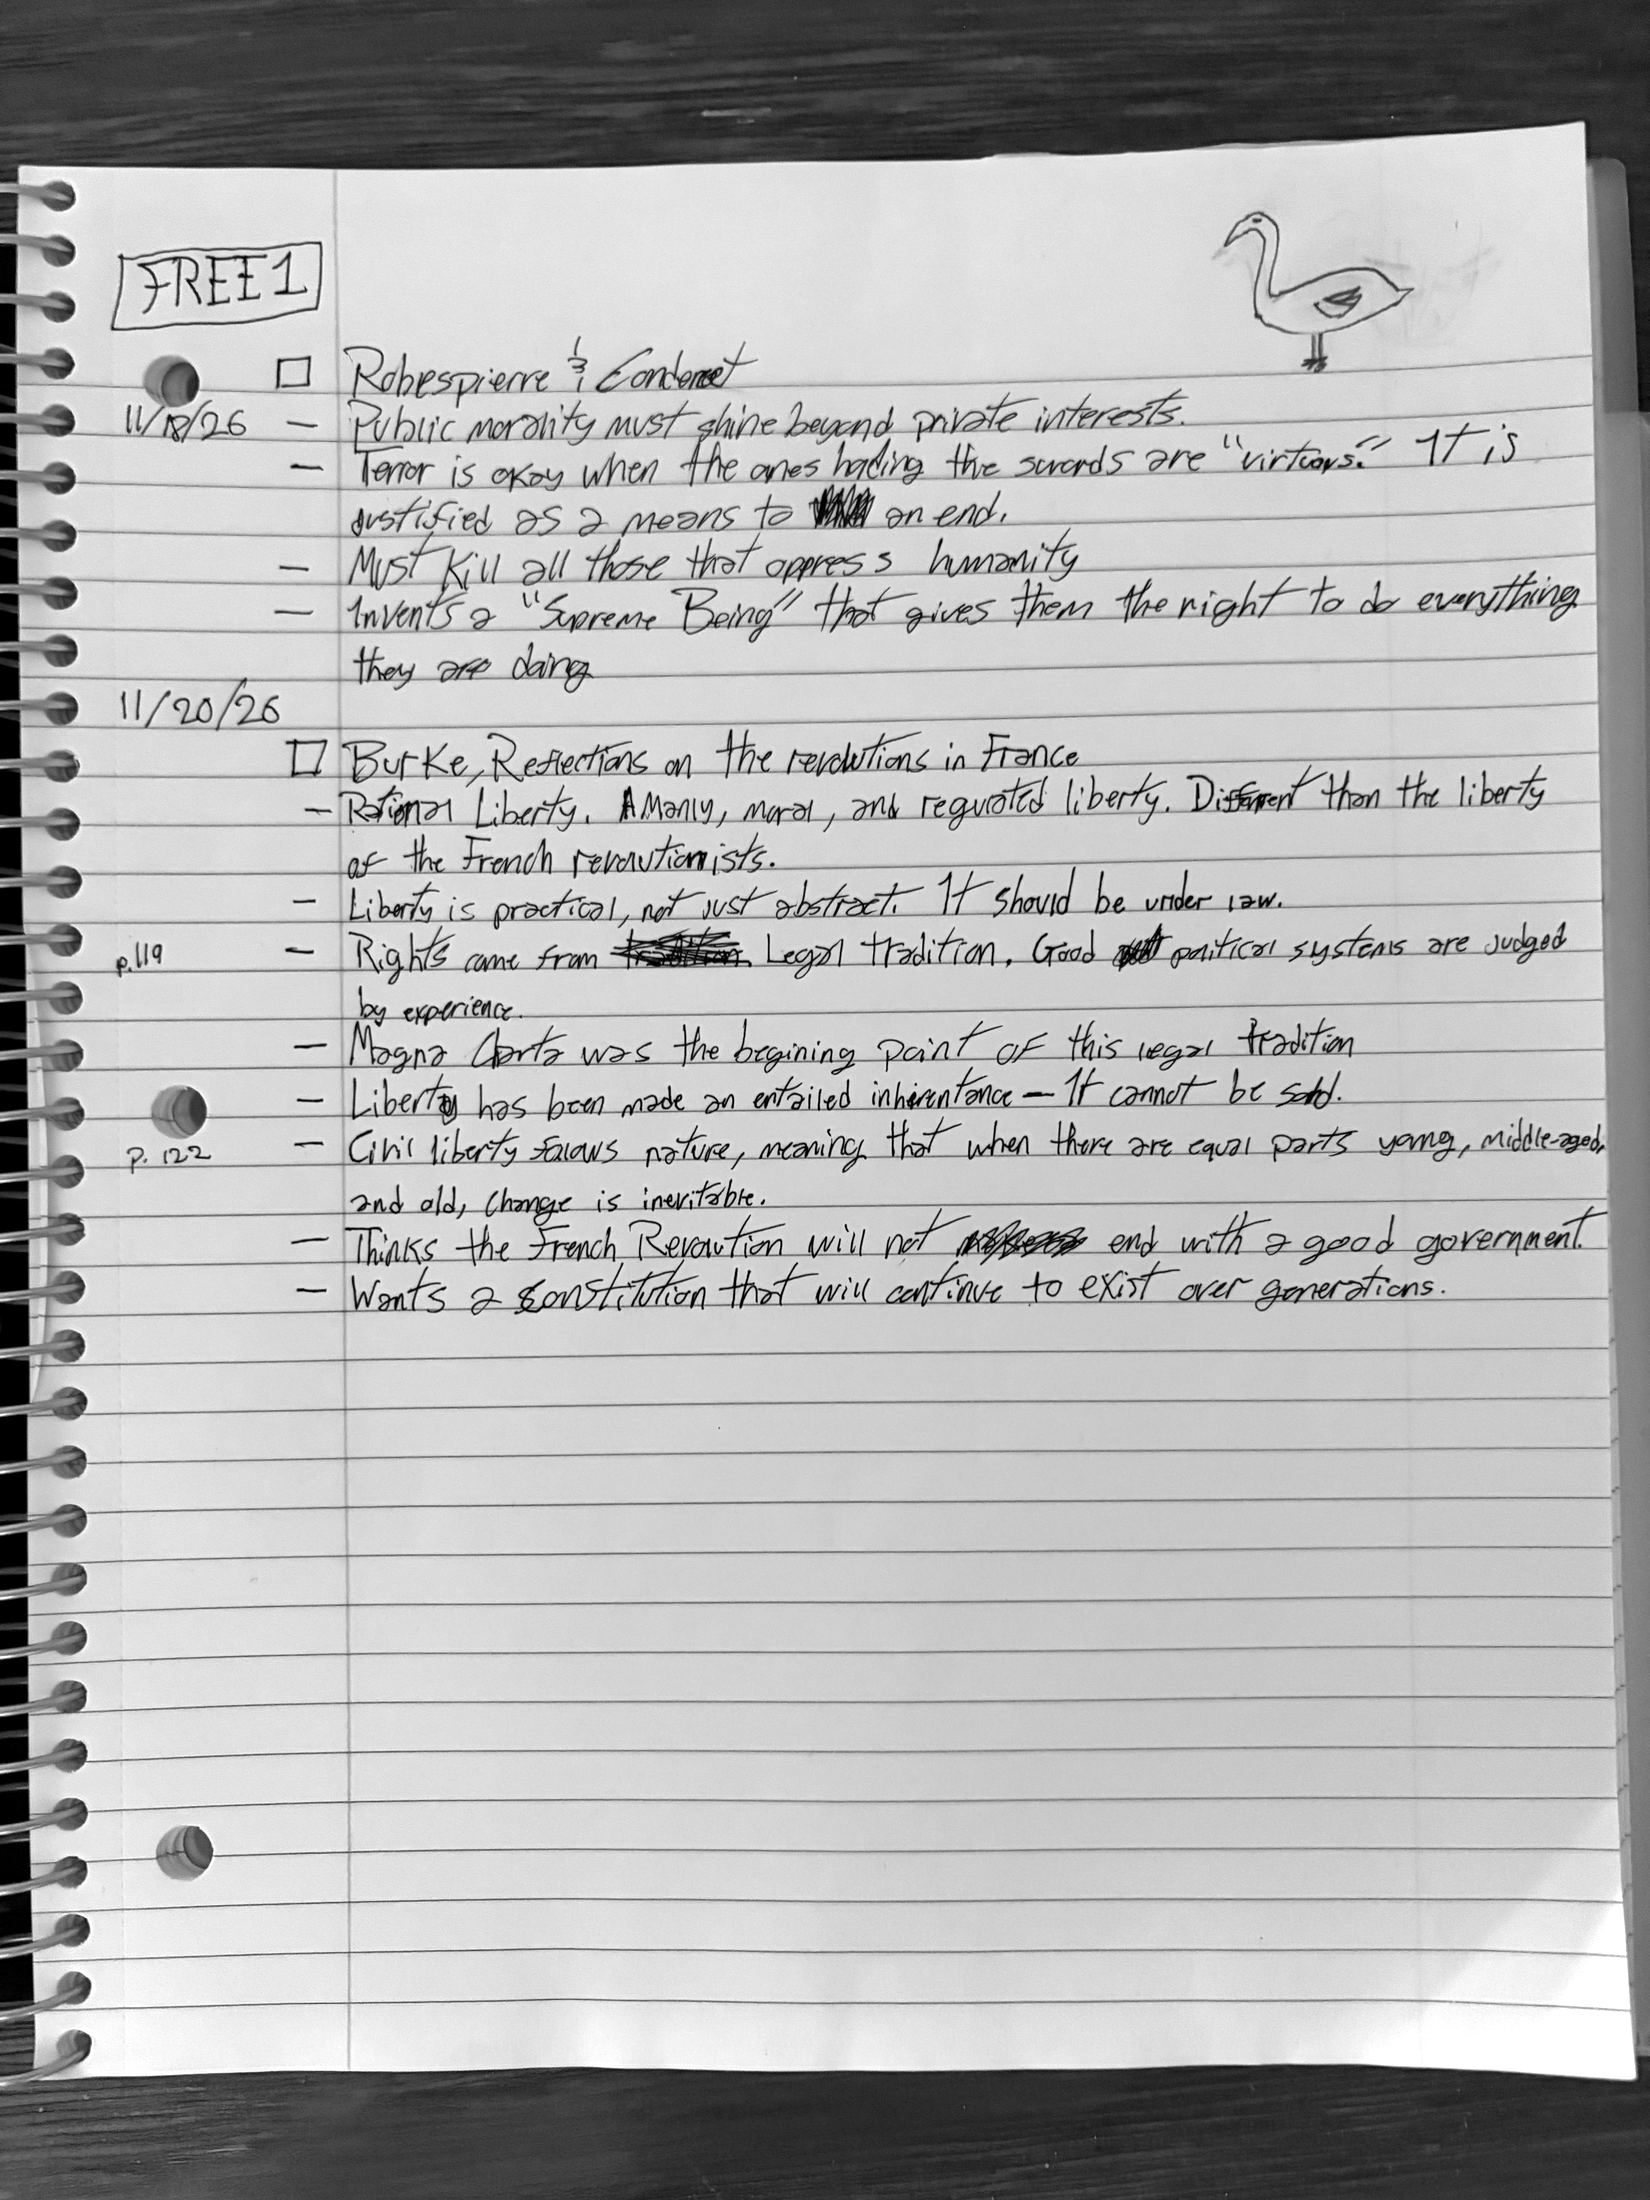 FREE1
□ Robespierre & Condorcet
11/18/26 — Public morality must shine beyond private interests.
— Terror is okay when the ones holding the swords are "virtuous." It is
justified as a means to an end.
— Must kill all those that oppress humanity
— Invents a "Supreme Being" that gives them the right to do everything
they are doing
11/20/26
□ Burke, Reflections on the revolutions in France
— Rational Liberty. A Manly, moral, and regulated liberty. Different than the liberty
of the French revolutionists.
— Liberty is practical, not just abstract. It should be under law.
p.119 — Rights come from Legal tradition. Good political systems are judged
by experience.
— Magna Charta was the begining point of this legal tradition
— Liberty has been made an entailed inherentance — It cannot be sold.
p. 122 — Civil liberty follows nature, meaning that when there are equal parts young, middle-aged,
and old, change is inevitable.
— Thinks the French Revolution will not end with a good government.
— Wants a constitution that will continue to exist over generations.